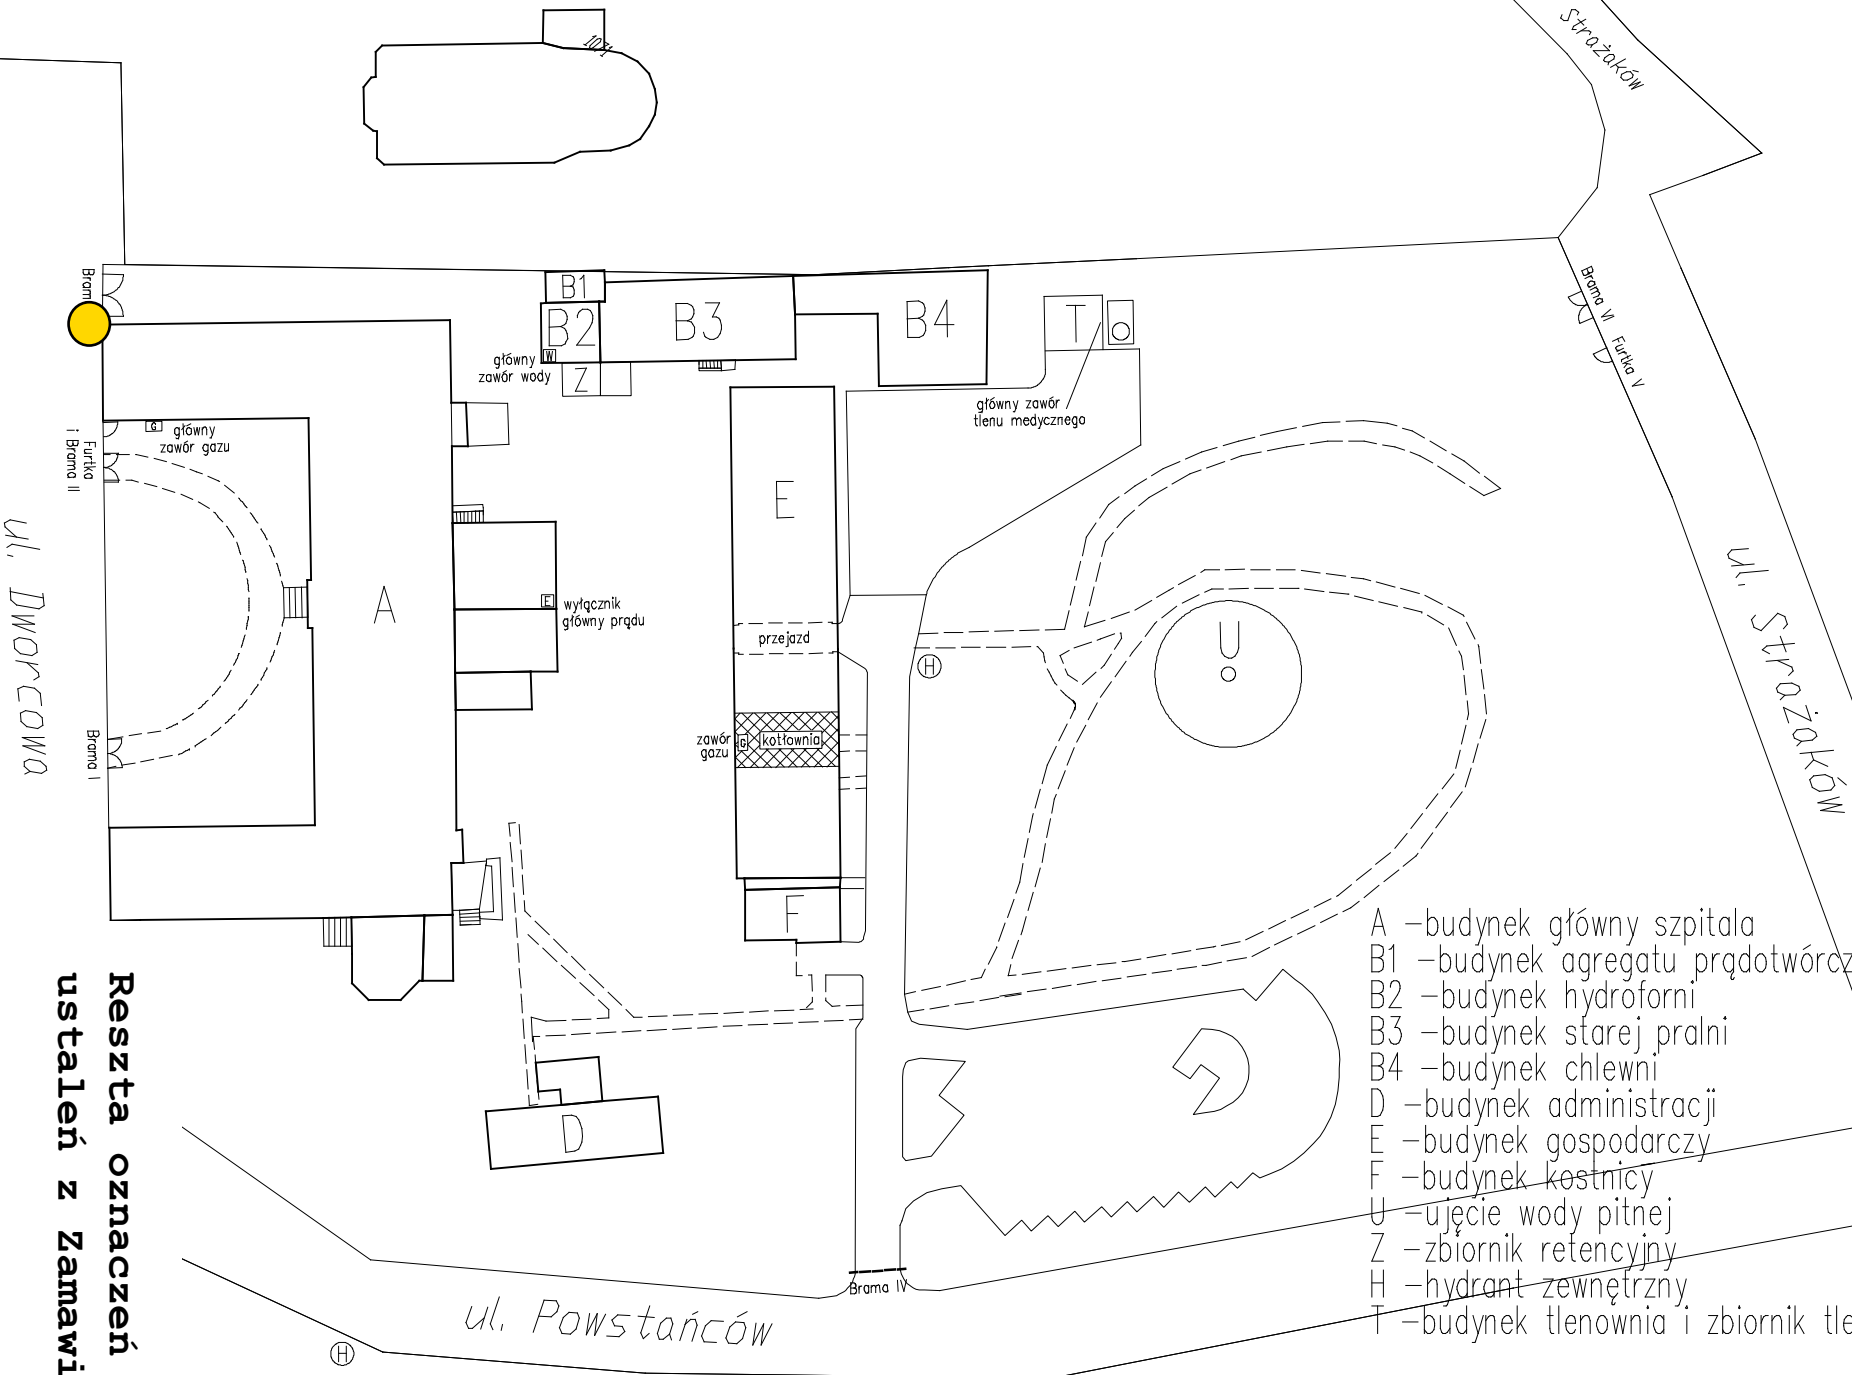 1031
Strażaków
Brama
B1
B2
B3
B4
T
Brama VI
Furtka V
W
główny
zawór wody
Z
główny zawór
tlenu medycznego
G
główny
zawór gazu
Furtka
i Brama II
E
A
E
wyłącznik
główny prądu
przejazd
H
U
ul. Dworcowa
ul. Strażaków
Brama I
zawór
gazu
G
kotłownia
F
D
Reszta oznaczeń
ustaleń z Zamawi
A –budynek główny szpitala
B1 –budynek agregatu prądotwórcz
B2 –budynek hydroforni
B3 –budynek starej pralni
B4 –budynek chlewni
D –budynek administracji
E –budynek gospodarczy
F –budynek kostnicy
U –ujęcie wody pitnej
Z –zbiornik retencyjny
H –hydrant zewnętrzny
T –budynek tlenownia i zbiornik tle
Brama IV
ul. Powstańców
H